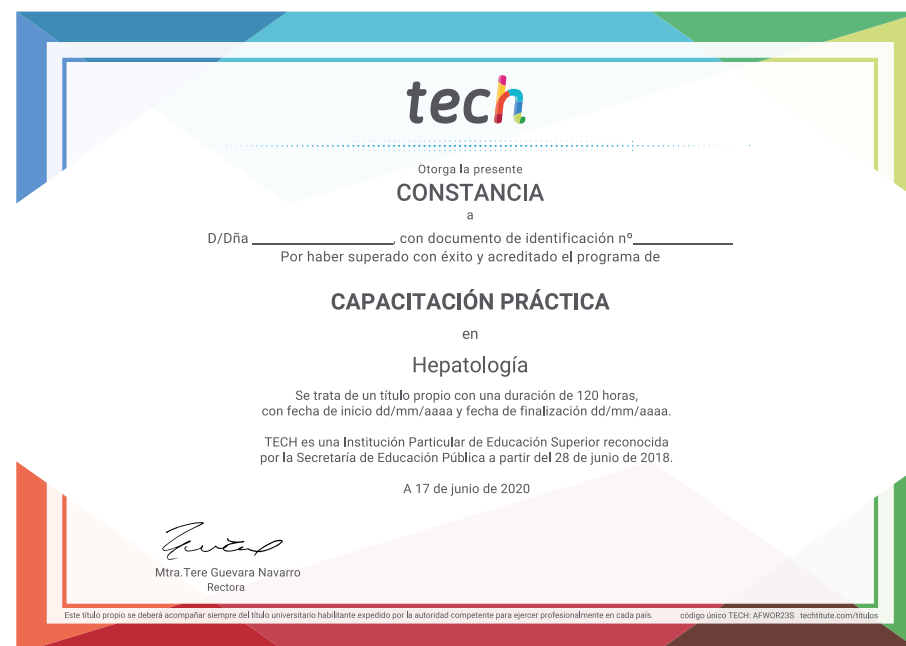 tech
Otorga la presente
CONSTANCIA
a
D/Dña ____________________, con documento de identificación nº______________
Por haber superado con éxito y acreditado el programa de
CAPACITACIÓN PRÁCTICA
en
Hepatología
Se trata de un título propio con una duración de 120 horas,
con fecha de inicio dd/mm/aaaa y fecha de finalización dd/mm/aaaa.
TECH es una Institución Particular de Educación Superior reconocida
por la Secretaría de Educación Pública a partir del 28 de junio de 2018.
A 17 de junio de 2020
Mtra.Tere Guevara Navarro
Rectora
Este título propio se deberá acompañar siempre del título universitario habilitante expedido por la autoridad competente para ejercer profesionalmente en cada país. código único TECH: AFWOR23S techtitute.com/titulos